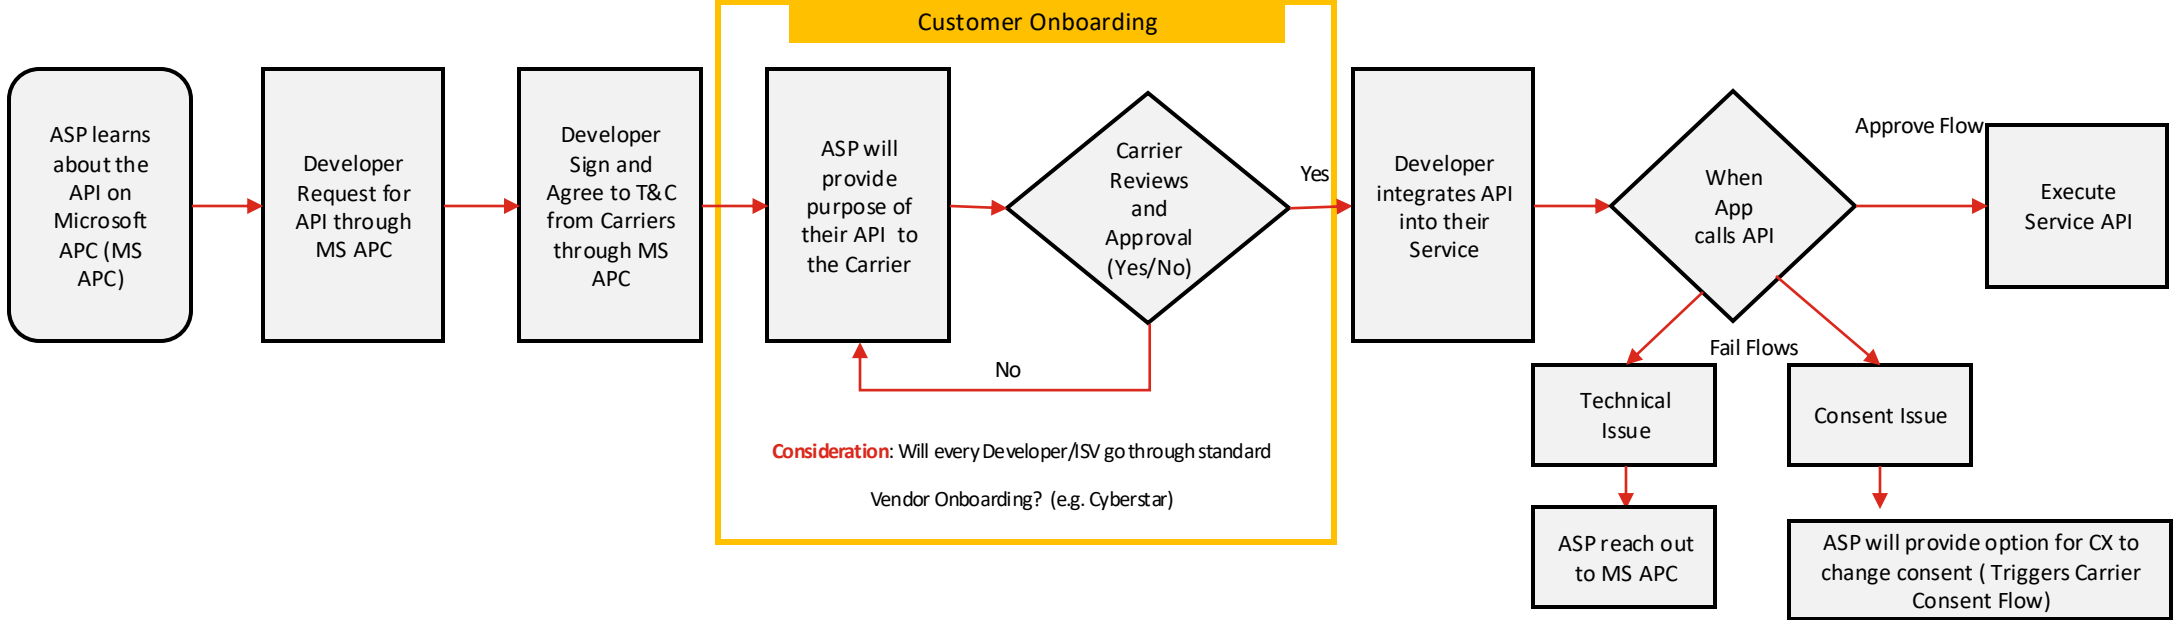 Customer Onboarding
ASP learns
about the
API on
Microsoft
APC (MS
APC)
Developer
Request for
API through
MS APC
Developer
Sign and
Agree to T&C
from Carriers
through MS
APC
ASP will
provide
purpose of
their API to
the Carrier
Carrier
Reviews
and
Approval
(Yes/No)
Yes
No
Consideration: Will every Developer/ISV go through standard
Vendor Onboarding? (e.g. Cyberstar)
Developer
integrates API
into their
Service
When
App
calls API
Approve Flow
Execute
Service API
Fail Flows
Technical
Issue
Consent Issue
ASP reach out
to MS APC
ASP will provide option for CX to
change consent ( Triggers Carrier
Consent Flow)